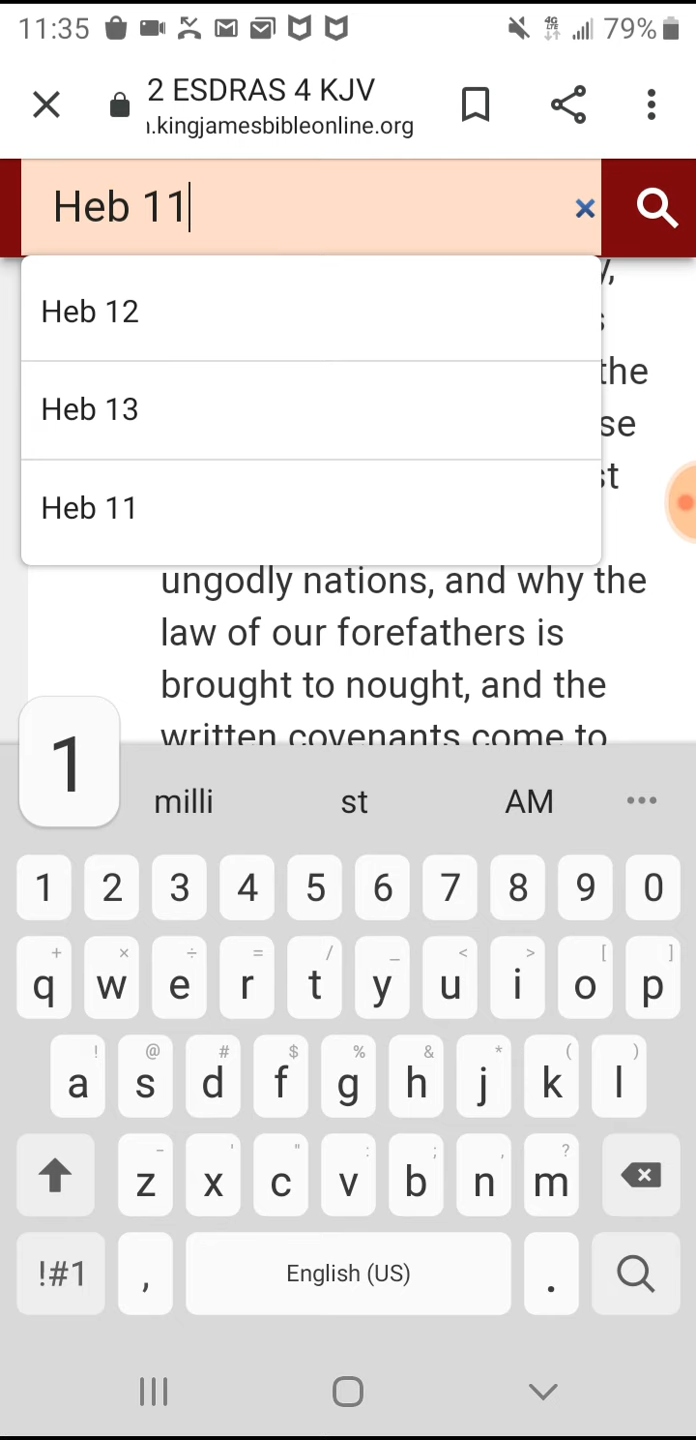 11:35 79%
2 ESDRAS 4 KJV
.kingjamesbibleonline.org
Heb 11
Heb 12
the
Heb 13
se
st
Heb 11
ungodly nations, and why the
law of our forefathers is
brought to nought, and the
written covenants come to
1
milli st AM
1 2 3 4 5 6 7 8 9 0
+ × ÷ = / _ < > [ ]
q w e r t y u i o p
! @ # $ % & * ( )
a s d f g h j k l
- ' " : ; , ?
z x c v b n m
!#1 , English (US) .